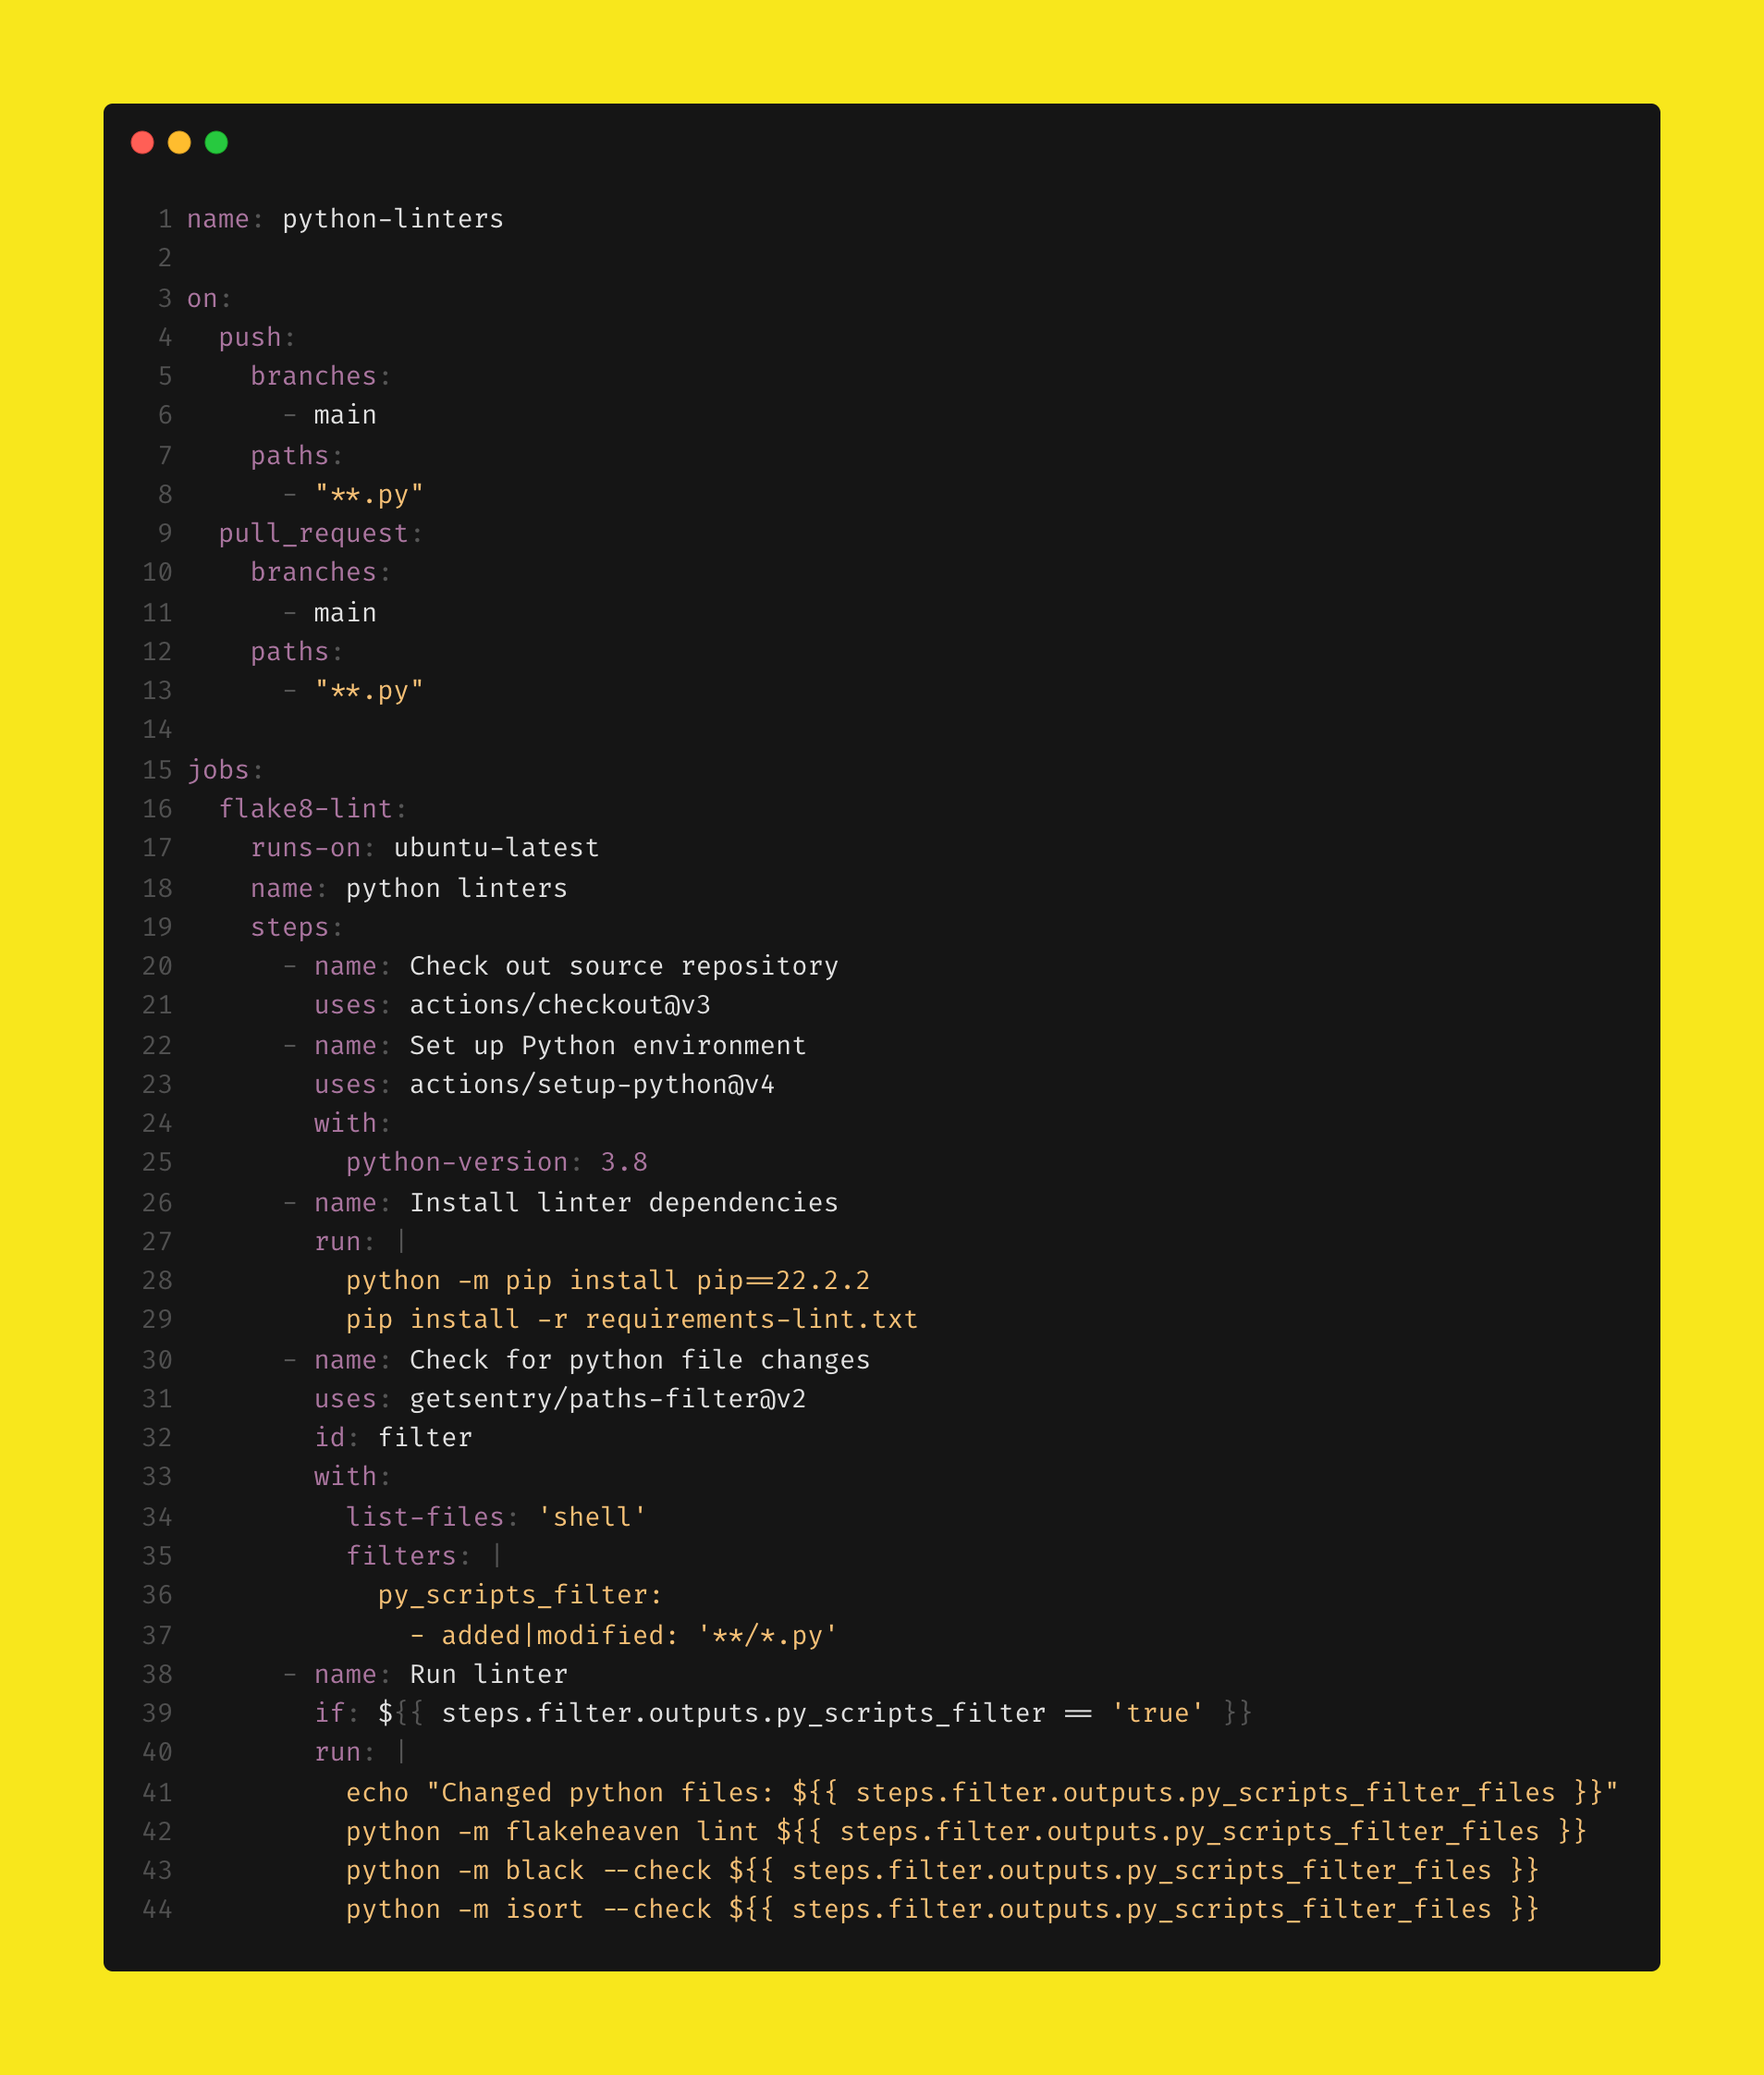 1 name: python-linters
2
3 on:
4   push:
5     branches:
6       - main
7     paths:
8       - "**.py"
9   pull_request:
10     branches:
11       - main
12     paths:
13       - "**.py"
14
15 jobs:
16   flake8-lint:
17     runs-on: ubuntu-latest
18     name: python linters
19     steps:
20       - name: Check out source repository
21         uses: actions/checkout@v3
22       - name: Set up Python environment
23         uses: actions/setup-python@v4
24         with:
25           python-version: 3.8
26       - name: Install linter dependencies
27         run: |
28           python -m pip install pip==22.2.2
29           pip install -r requirements-lint.txt
30       - name: Check for python file changes
31         uses: getsentry/paths-filter@v2
32         id: filter
33         with:
34           list-files: 'shell'
35           filters: |
36             py_scripts_filter:
37               - added|modified: '**/*.py'
38       - name: Run linter
39         if: ${{ steps.filter.outputs.py_scripts_filter == 'true' }}
40         run: |
41           echo "Changed python files: ${{ steps.filter.outputs.py_scripts_filter_files }}"
42           python -m flakeheaven lint ${{ steps.filter.outputs.py_scripts_filter_files }}
43           python -m black --check ${{ steps.filter.outputs.py_scripts_filter_files }}
44           python -m isort --check ${{ steps.filter.outputs.py_scripts_filter_files }}